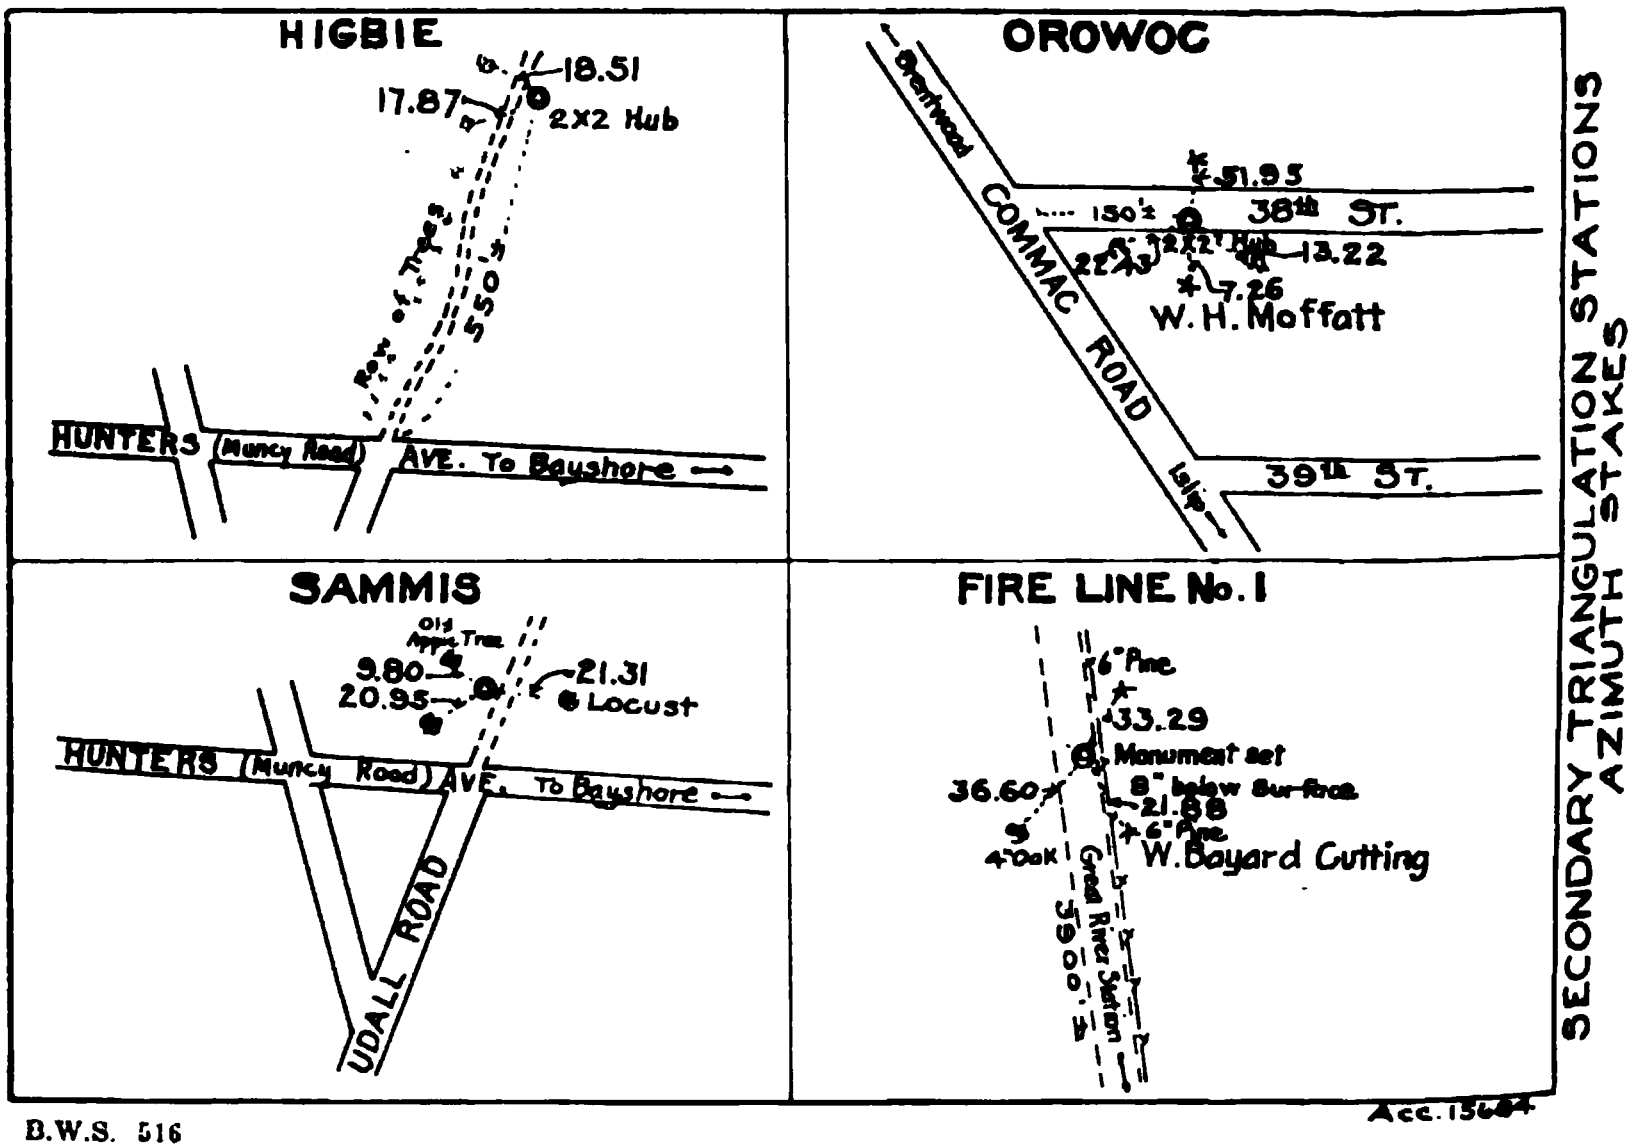 HIGBIE
18.51
17.87
2X2 Hub
Row of Trees
550'±
HUNTERS (Muncy Road) AVE. To Bayshore
OROWOC
Brentwood
COMMAC ROAD
Islip
51.95
150'± 38th ST.
2"X2" Hub
22.43
13.22
7.26
W. H. Moffatt
39th ST.
SAMMIS
Old
Apple Tree
9.80
20.95
21.31
Locust
HUNTERS (Muncy Road) AVE. To Bayshore
UDALL ROAD
FIRE LINE No. 1
6" Pine
33.29
Monument set
8" below Surface
36.60
21.88
6" Pine
4" Oak
W. Bayard Cutting
Great River Station
3900'±
SECONDARY TRIANGULATION STATIONS
AZIMUTH STAKES
B.W.S. 516
Acc.